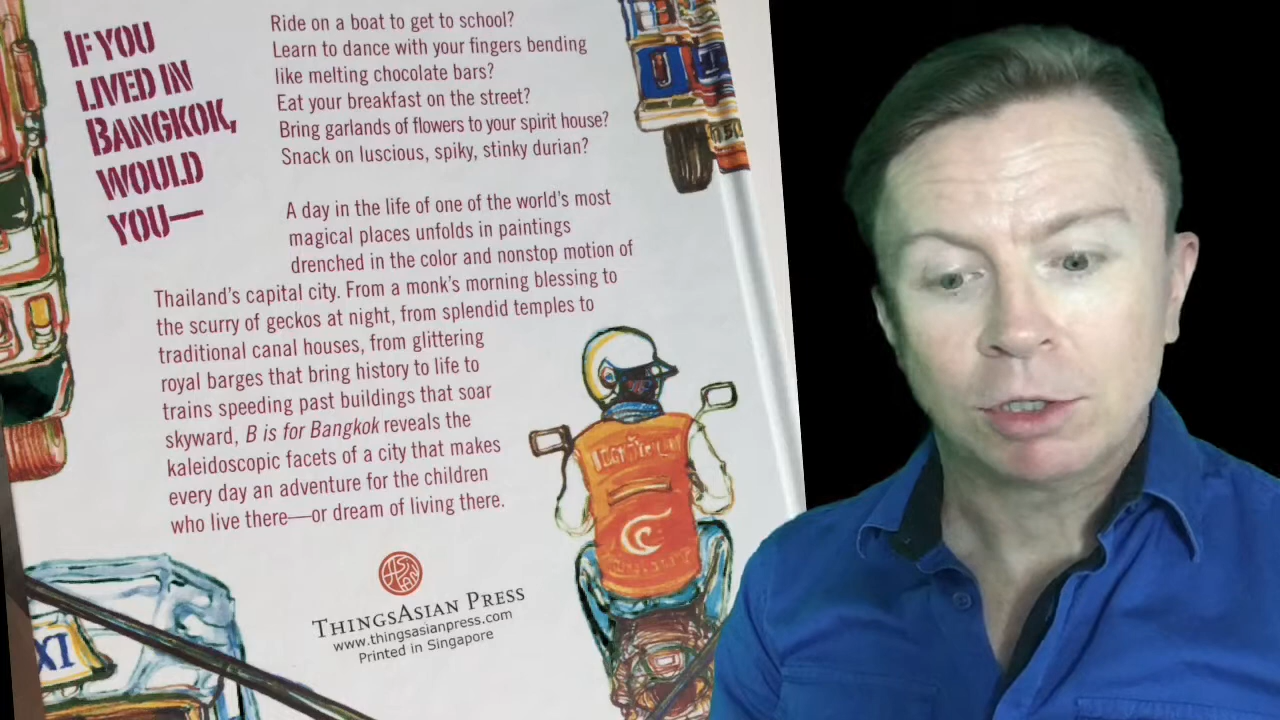 IF YOU
LIVED IN
BANGKOK,
WOULD
YOU—
Ride on a boat to get to school?
Learn to dance with your fingers bending
like melting chocolate bars?
Eat your breakfast on the street?
Bring garlands of flowers to your spirit house?
Snack on luscious, spiky, stinky durian?
A day in the life of one of the world's most
magical places unfolds in paintings
drenched in the color and nonstop motion of
Thailand's capital city. From a monk's morning blessing to
the scurry of geckos at night, from splendid temples to
traditional canal houses, from glittering
royal barges that bring history to life to
trains speeding past buildings that soar
skyward, B is for Bangkok reveals the
kaleidoscopic facets of a city that makes
every day an adventure for the children
who live there—or dream of living there.
THINGSASIAN PRESS
www.thingsasianpress.com
Printed in Singapore
XI